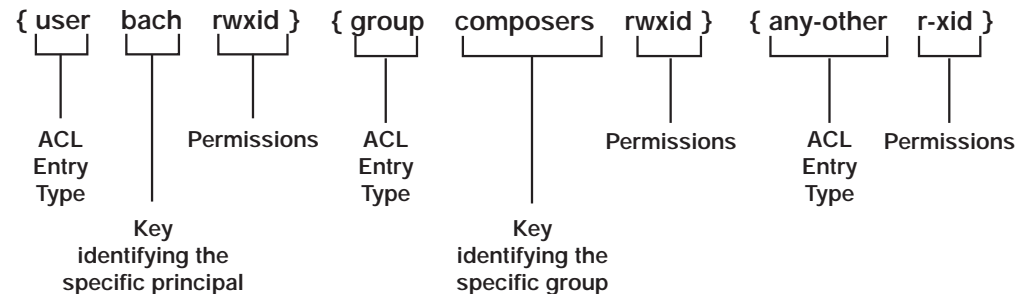 { user bach rwxid } { group composers rwxid } { any-other r-xid }
ACL
Entry
Type
Permissions
ACL
Entry
Type
Permissions
ACL
Entry
Type
Permissions
Key
identifying the
specific principal
Key
identifying the
specific group